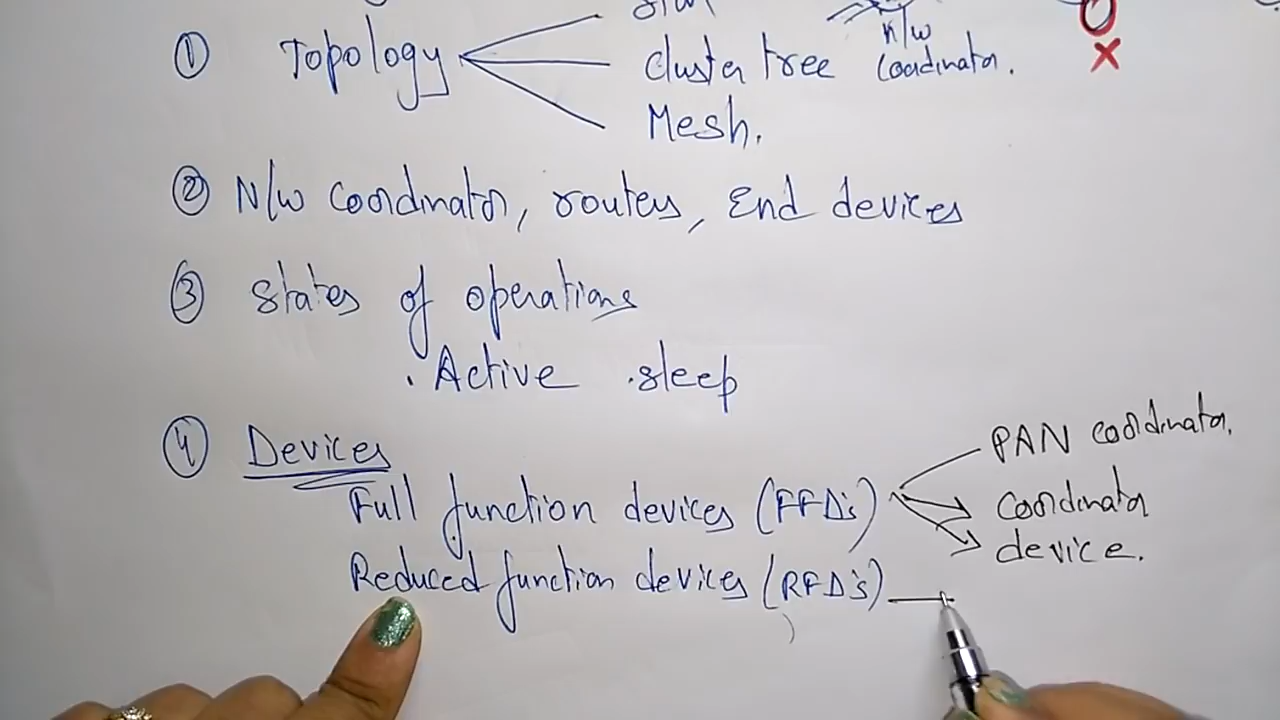 Star
① Topology
cluster tree
Mesh.
N/W
Coordinator.
② N/W Coordinator, routers, End devices
③ States of operations
. Active . sleep
④ Devices
Full function devices (FFD's)
PAN coordinator.
coordinator
device.
Reduced function devices (RFD's)